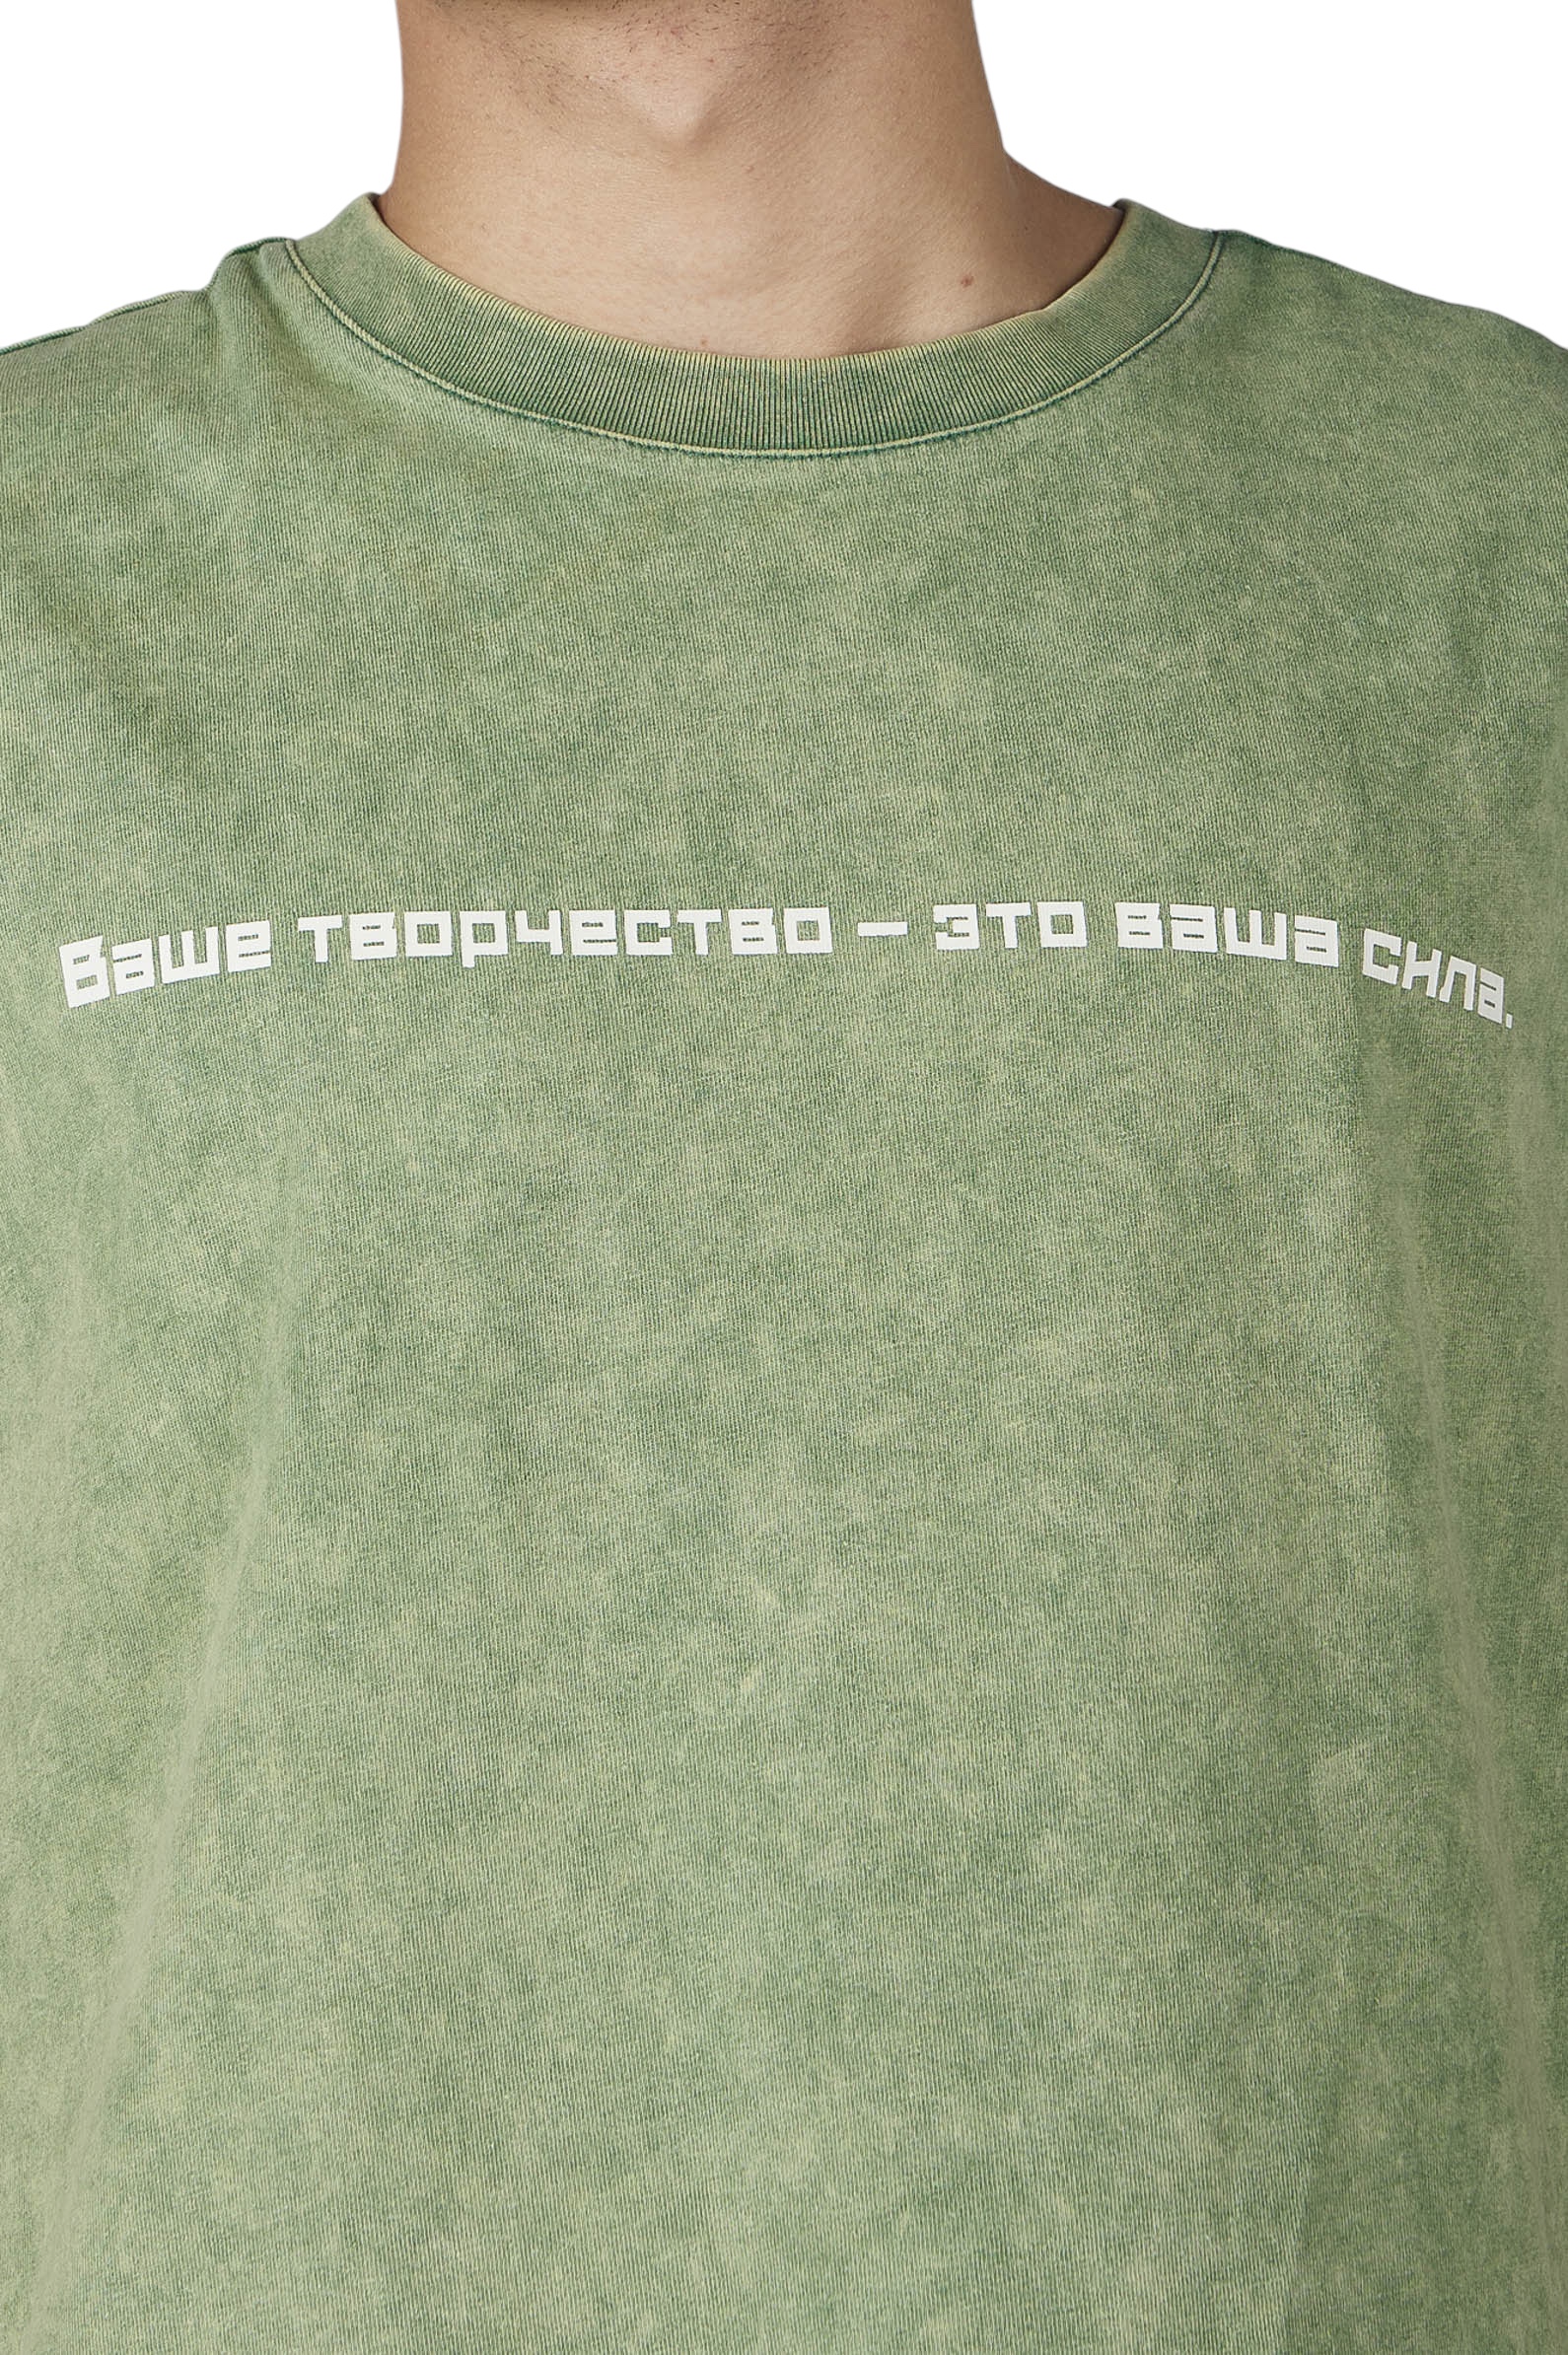 Ваше творчество – это ваша сила.